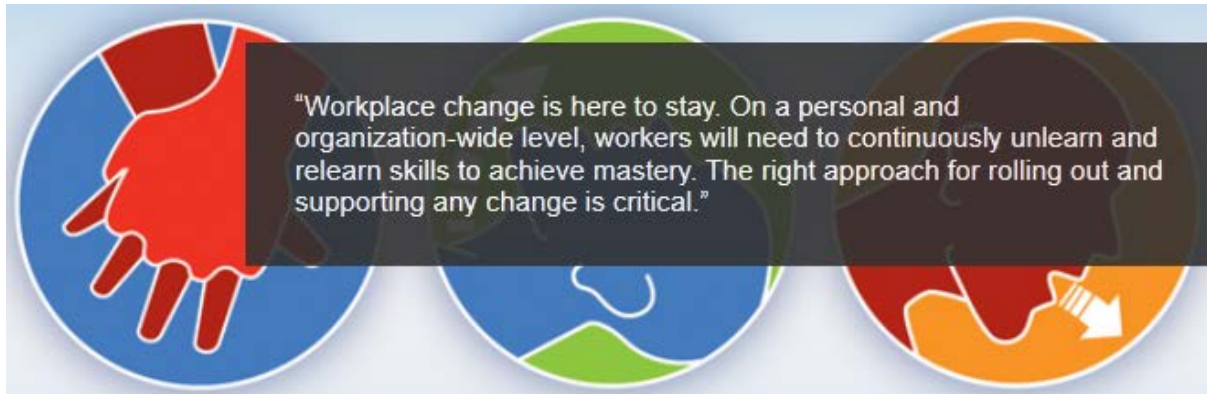 “Workplace change is here to stay. On a personal and
organization-wide level, workers will need to continuously unlearn and
relearn skills to achieve mastery. The right approach for rolling out and
supporting any change is critical.”